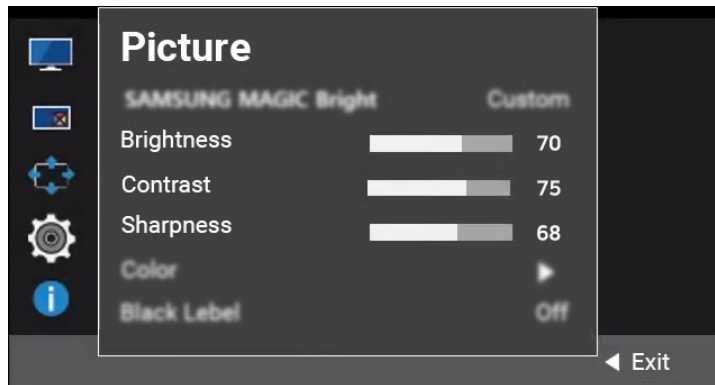 Picture
SAMSUNG MAGIC Bright Custom
Brightness 70
Contrast 75
Sharpness 68
Color
Black Lebel Off
Exit